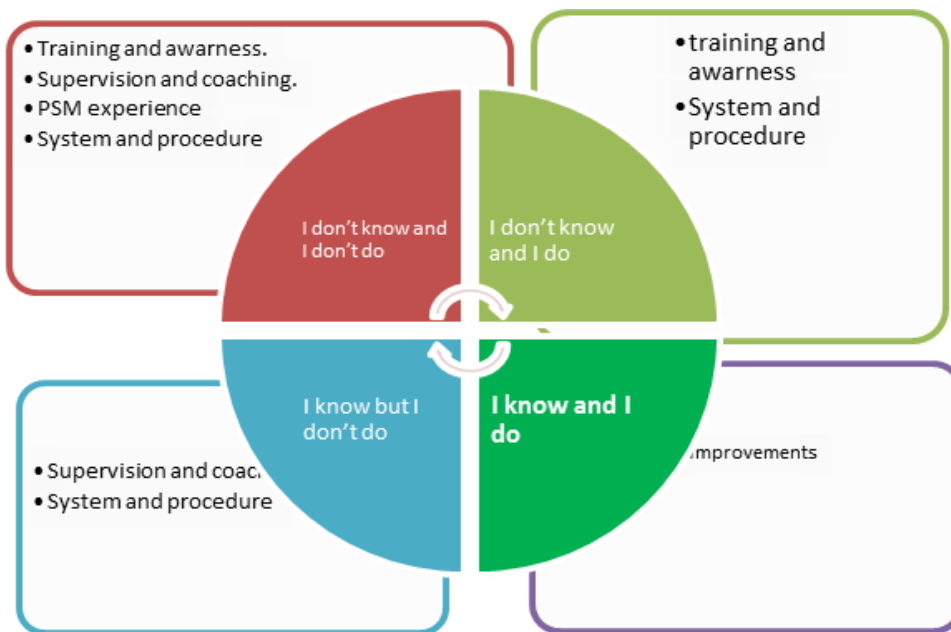 • Training and awarness.
• Supervision and coaching.
• PSM experience
• System and procedure
• training and
awarness
• System and
procedure
I don't know and
I don't do
I don't know
and I do
I know but I
don't do
I know and I
do
• Supervision and
• System and procedure